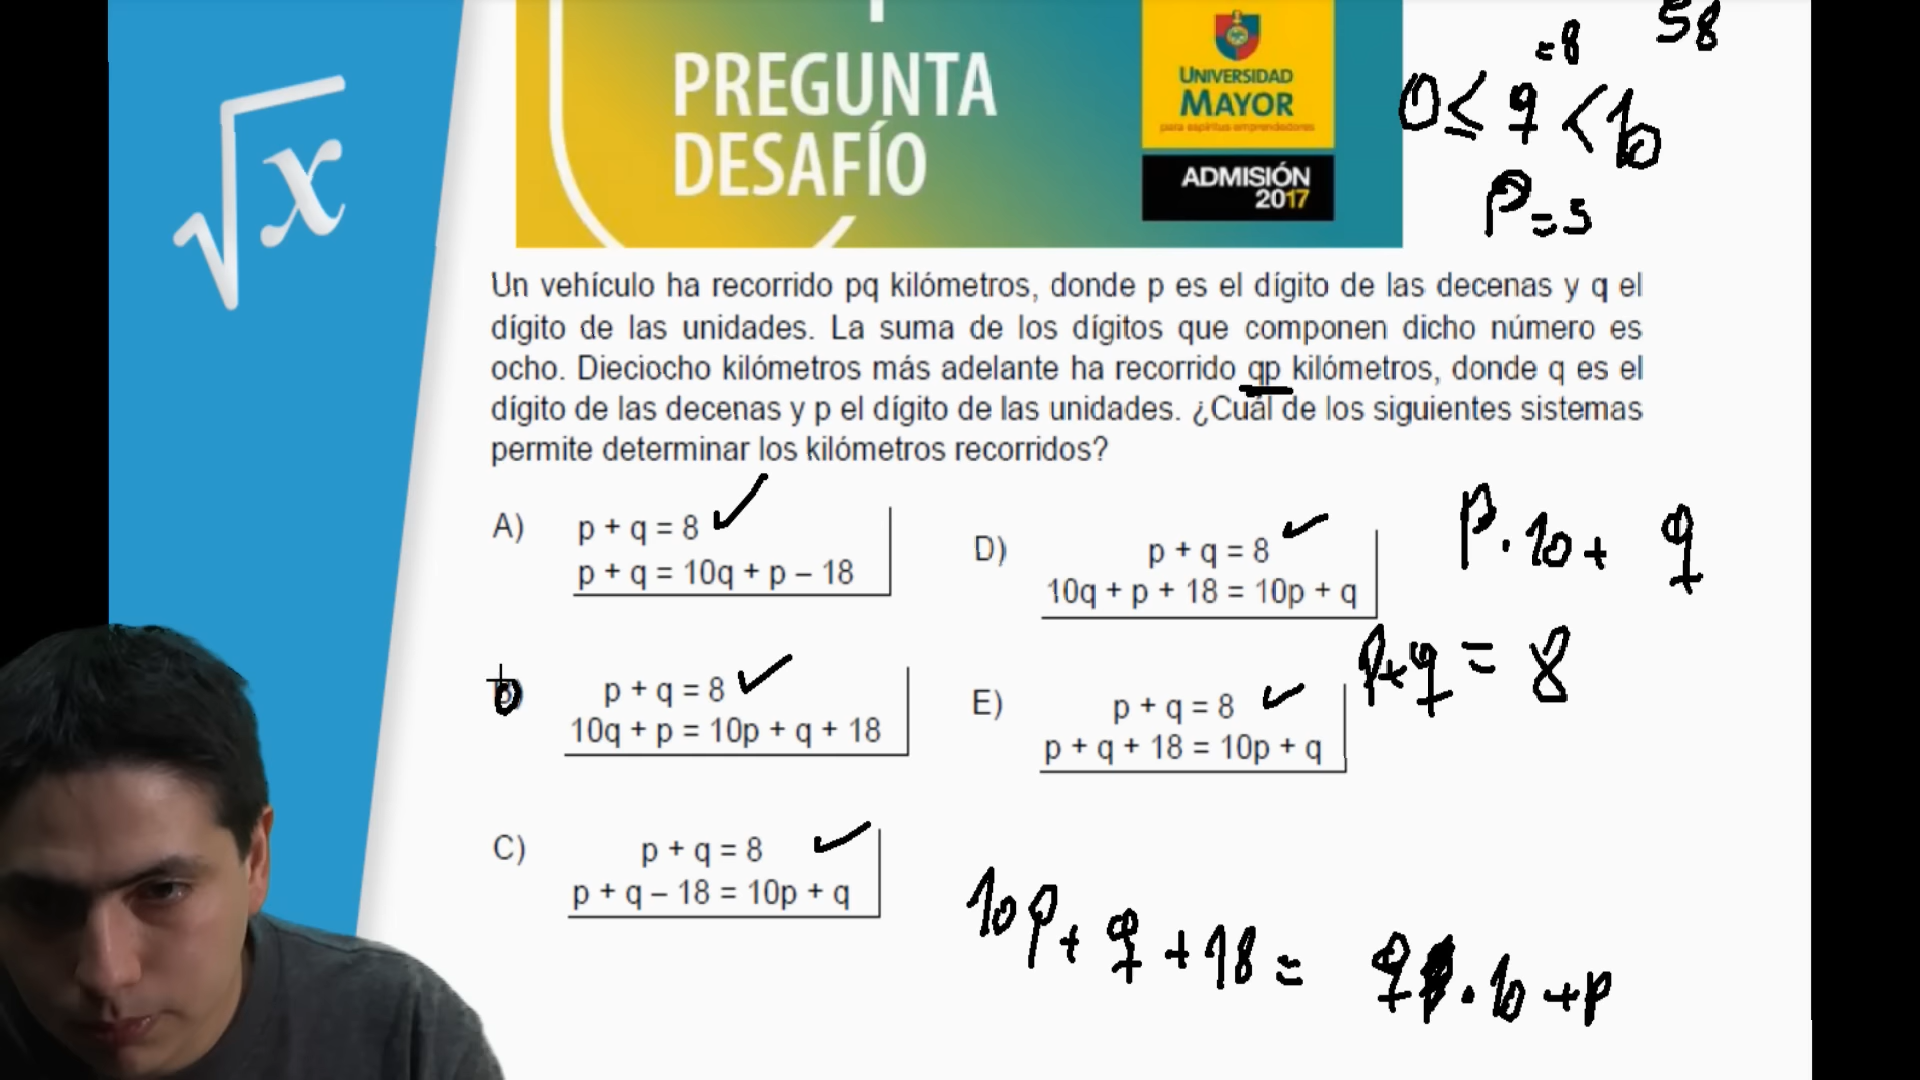 √x
PREGUNTA
DESAFÍO
UNIVERSIDAD
MAYOR
para espíritus emprendedores
ADMISIÓN
2017
58
=8
0 ≤ q < 10
P = 5
Un vehículo ha recorrido pq kilómetros, donde p es el dígito de las decenas y q el
dígito de las unidades. La suma de los dígitos que componen dicho número es
ocho. Dieciocho kilómetros más adelante ha recorrido qp kilómetros, donde q es el
dígito de las decenas y p el dígito de las unidades. ¿Cuál de los siguientes sistemas
permite determinar los kilómetros recorridos?
A) p + q = 8
p + q = 10q + p – 18
p + q = 8
10q + p = 10p + q + 18
C) p + q = 8
p + q – 18 = 10p + q
D) p + q = 8
10q + p + 18 = 10p + q
E) p + q = 8
p + q + 18 = 10p + q
P · 10 + q
p + q = 8
10p + q + 18 = q · 10 + p